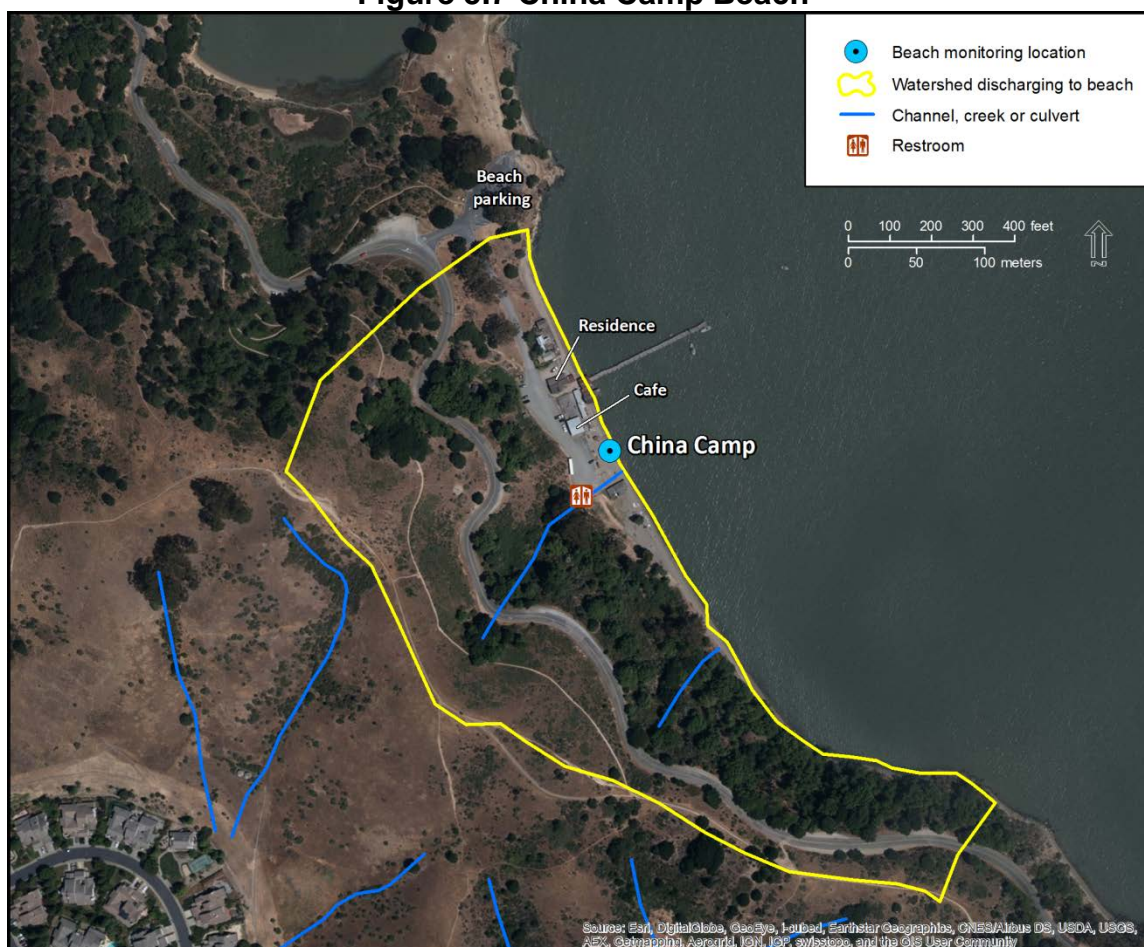 Figure 5.7 China Camp Beach
Beach monitoring location
Watershed discharging to beach
Channel, creek or culvert
Restroom
0 100 200 300 400 feet
0 50 100 meters
N
Beach
parking
Residence
Cafe
China Camp
Source: Esri, DigitalGlobe, GeoEye, i-cubed, Earthstar Geographics, CNES/Airbus DS, USDA, USGS,
AEX, Getmapping, Aerogrid, IGN, IGP, swisstopo, and the GIS User Community